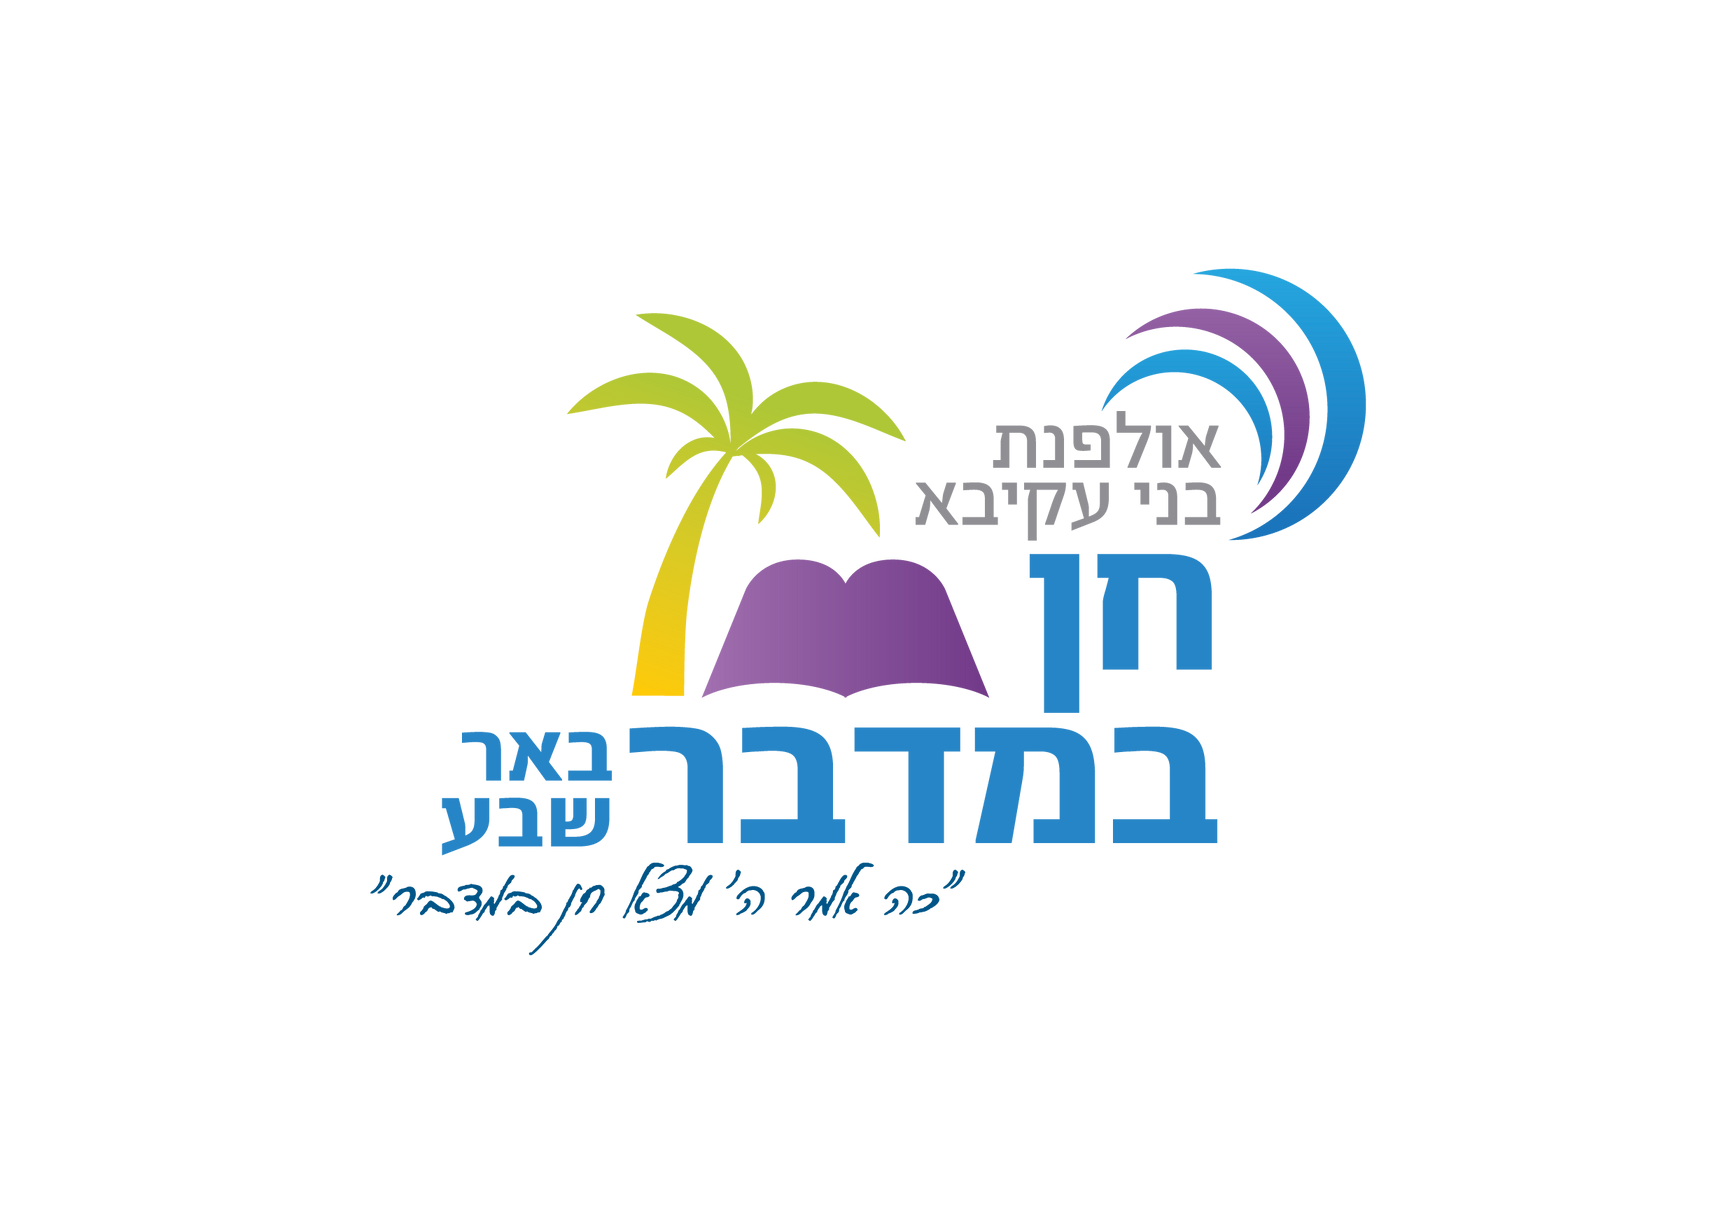 אולפנת
בני עקיבא
חן
במדבר
באר
שבע
"כה אמר ה' מצא חן במדבר"